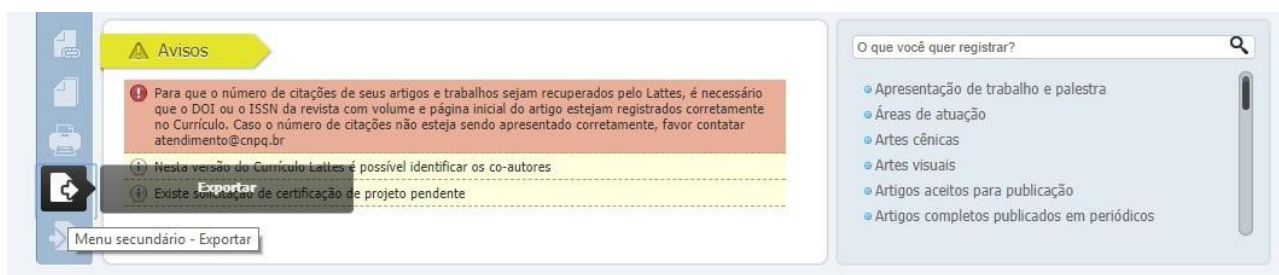 Avisos
Para que o número de citações de seus artigos e trabalhos sejam recuperados pelo Lattes, é necessário
que o DOI ou o ISSN da revista com volume e página inicial do artigo estejam registrados corretamente
no Currículo. Caso o número de citações não esteja sendo apresentado corretamente, favor contatar
atendimento@cnpq.br
Nesta versão do Currículo Lattes é possível identificar os co-autores
Existe solicitação de certificação de projeto pendente
Exportar
Menu secundário - Exportar
O que você quer registrar?
Apresentação de trabalho e palestra
Áreas de atuação
Artes cênicas
Artes visuais
Artigos aceitos para publicação
Artigos completos publicados em periódicos